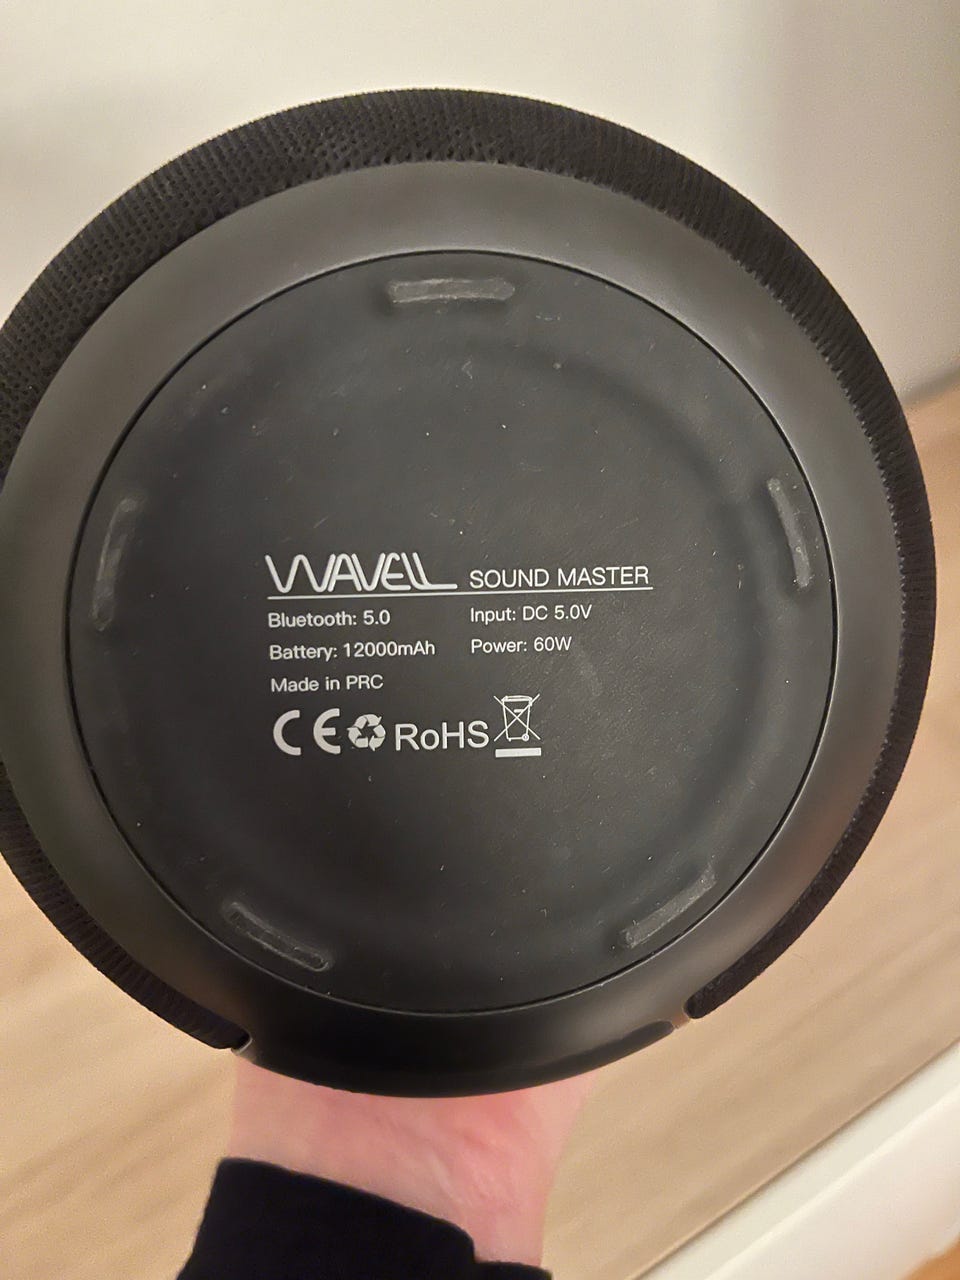 WAVELL SOUND MASTER
Bluetooth: 5.0 Input: DC 5.0V
Battery: 12000mAh Power: 60W
Made in PRC
CE RoHS